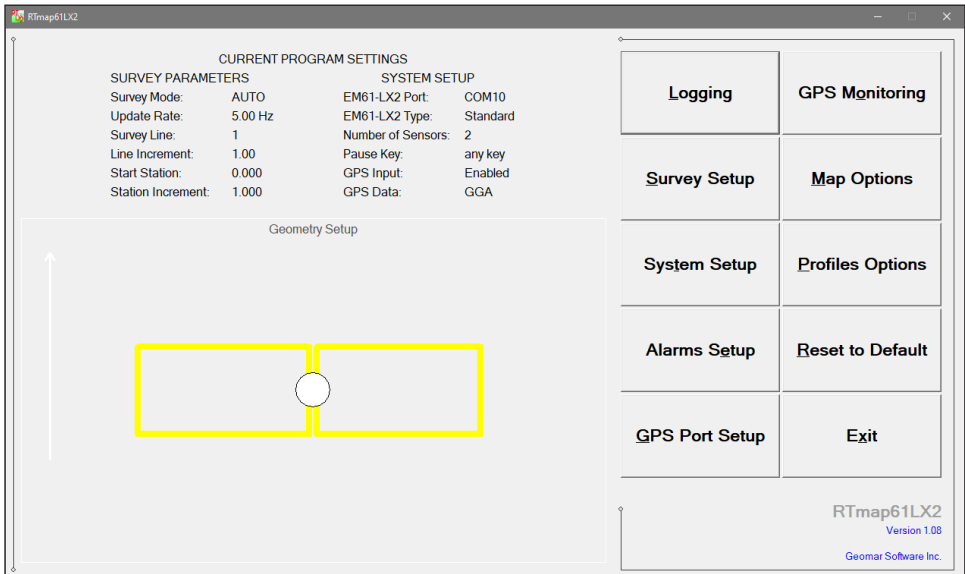 RTmap61LX2
CURRENT PROGRAM SETTINGS
SURVEY PARAMETERS SYSTEM SETUP
Survey Mode: AUTO EM61-LX2 Port: COM10
Update Rate: 5.00 Hz EM61-LX2 Type: Standard
Survey Line: 1 Number of Sensors: 2
Line Increment: 1.00 Pause Key: any key
Start Station: 0.000 GPS Input: Enabled
Station Increment: 1.000 GPS Data: GGA
Geometry Setup
Logging GPS Monitoring
Survey Setup Map Options
System Setup Profiles Options
Alarms Setup Reset to Default
GPS Port Setup Exit
RTmap61LX2
Version 1.08
Geomar Software Inc.